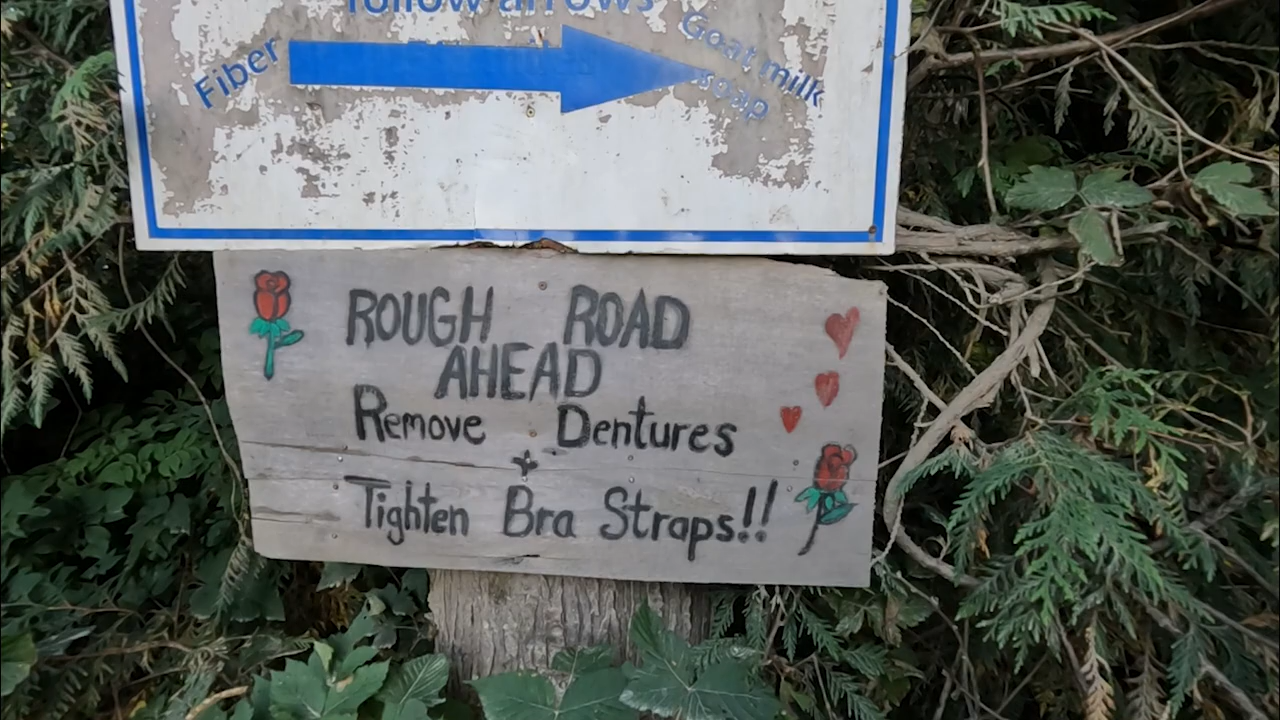 follow arrows
Fiber
Goat milk
soap
ROUGH ROAD
AHEAD
Remove Dentures
+
Tighten Bra Straps!!